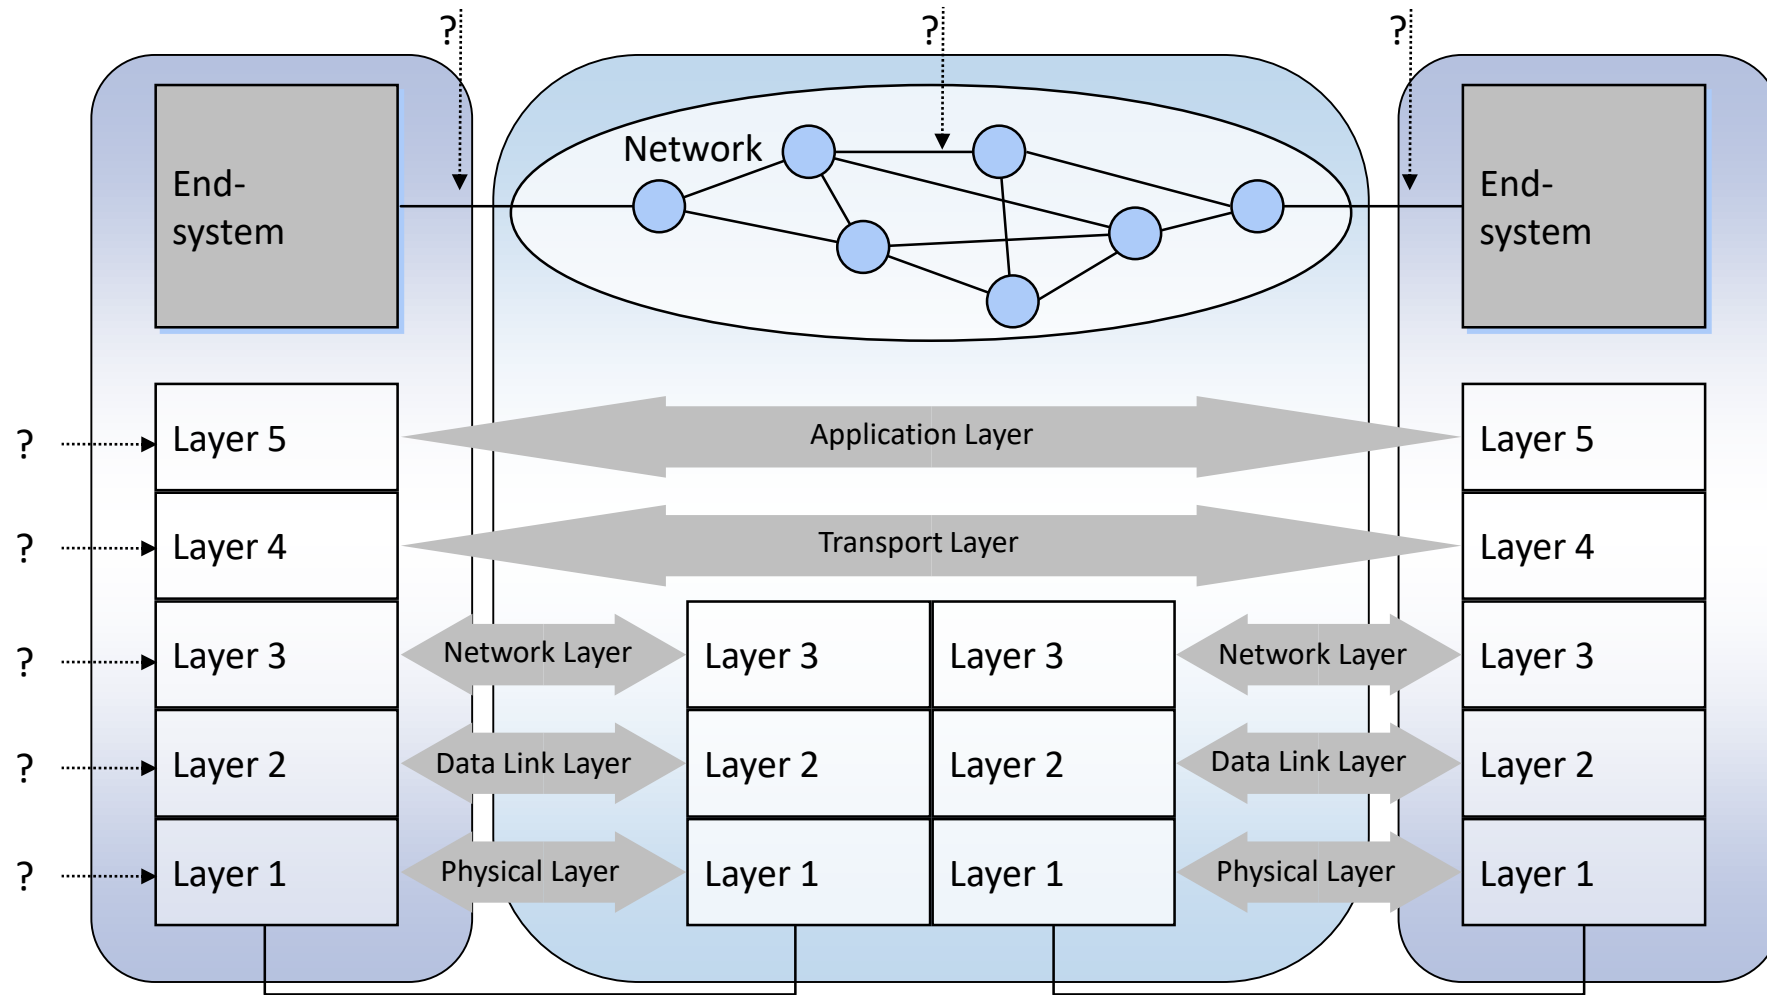 ? ? ?
Network
End-
system
End-
system
? Layer 5 Application Layer Layer 5
? Layer 4 Transport Layer Layer 4
? Layer 3 Network Layer Layer 3 Layer 3 Network Layer Layer 3
? Layer 2 Data Link Layer Layer 2 Layer 2 Data Link Layer Layer 2
? Layer 1 Physical Layer Layer 1 Layer 1 Physical Layer Layer 1